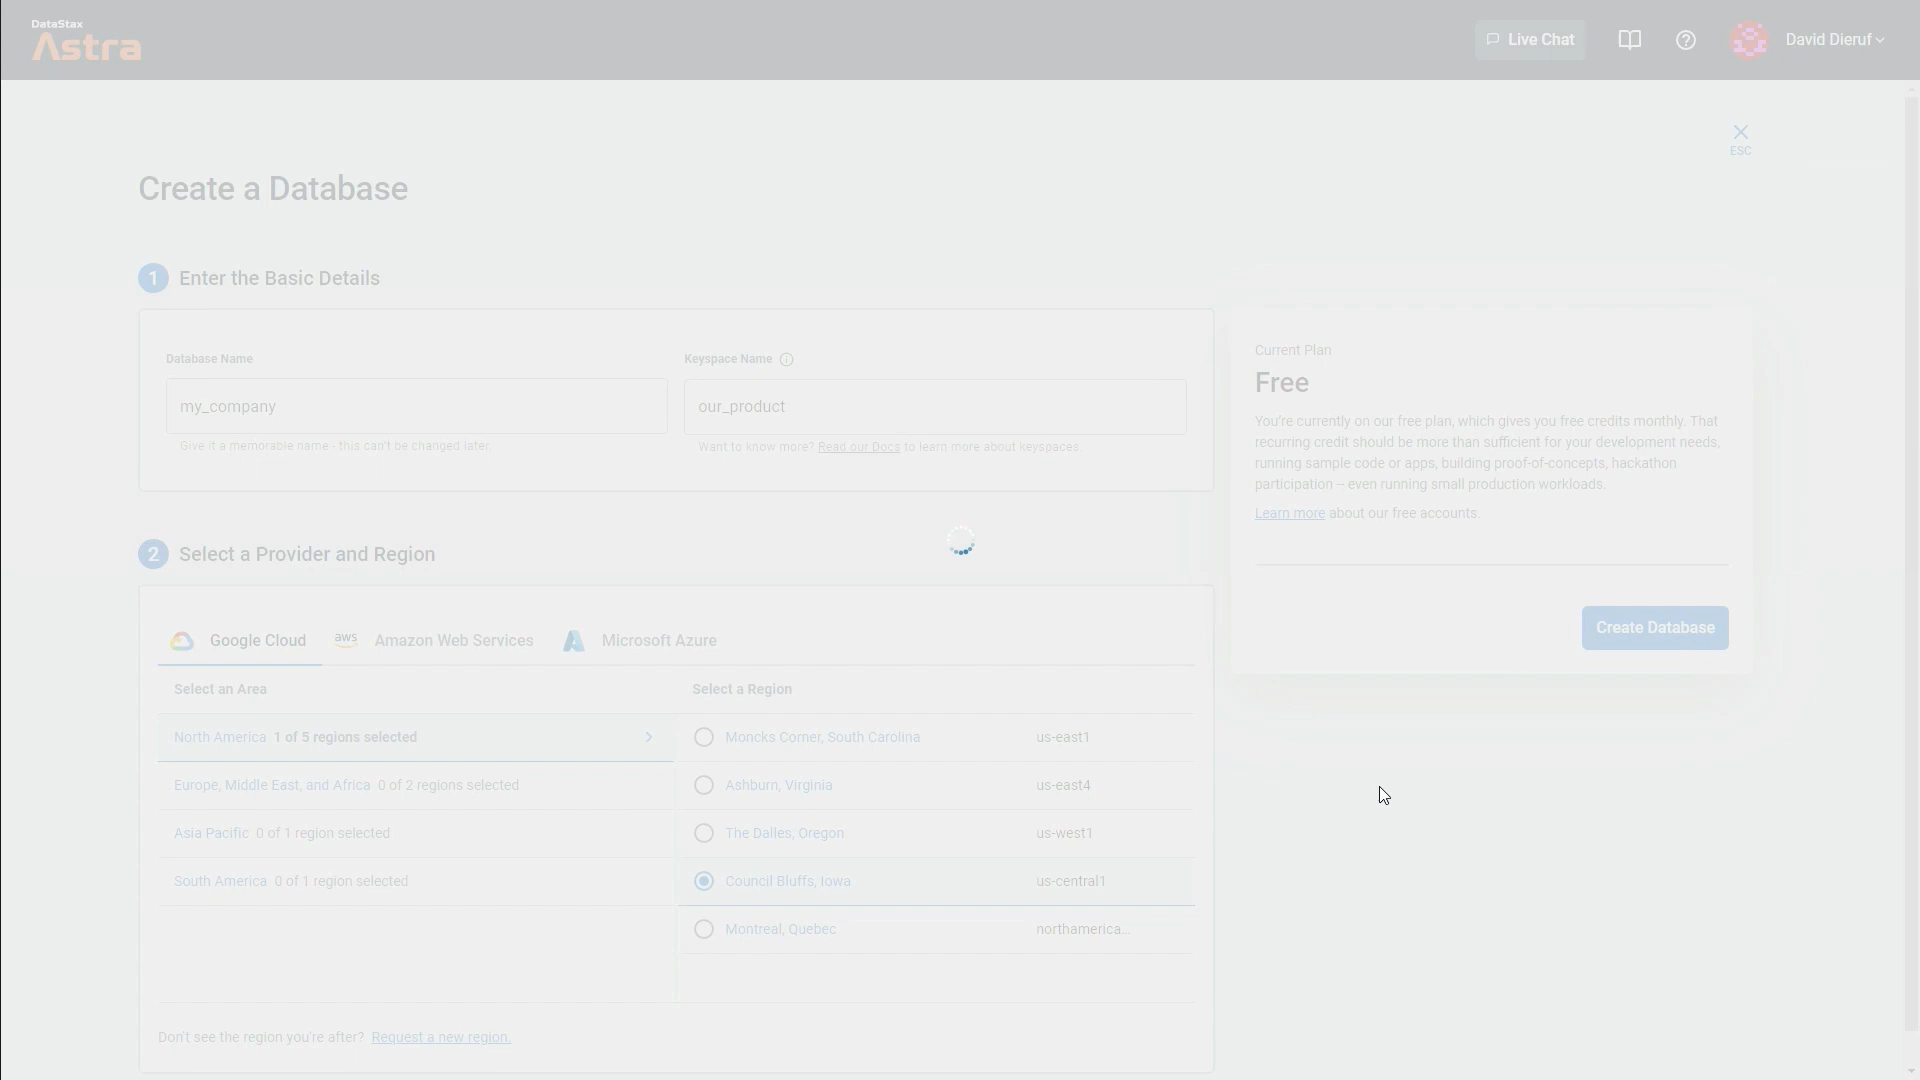 DataStax
Astra
Live Chat
David Dieruf
ESC
Create a Database
1 Enter the Basic Details
Database Name
Keyspace Name
my_company
our_product
Give it a memorable name - this can't be changed later.
Want to know more? Read our Docs to learn more about keyspaces
Current Plan
Free
You're currently on our free plan, which gives you free credits monthly. That
recurring credit should be more than sufficient for your development needs,
running sample code or apps, building proof-of-concepts, hackathon
participation -- even running small production workloads.
Learn more about our free accounts.
Create Database
2 Select a Provider and Region
Google Cloud
aws Amazon Web Services
Microsoft Azure
Select an Area
Select a Region
North America 1 of 5 regions selected
Moncks Corner, South Carolina us-east1
Europe, Middle East, and Africa 0 of 2 regions selected
Ashburn, Virginia us-east4
Asia Pacific 0 of 1 region selected
The Dalles, Oregon us-west1
South America 0 of 1 region selected
Council Bluffs, Iowa us-central1
Montreal, Quebec northamerica...
Don't see the region you're after? Request a new region.